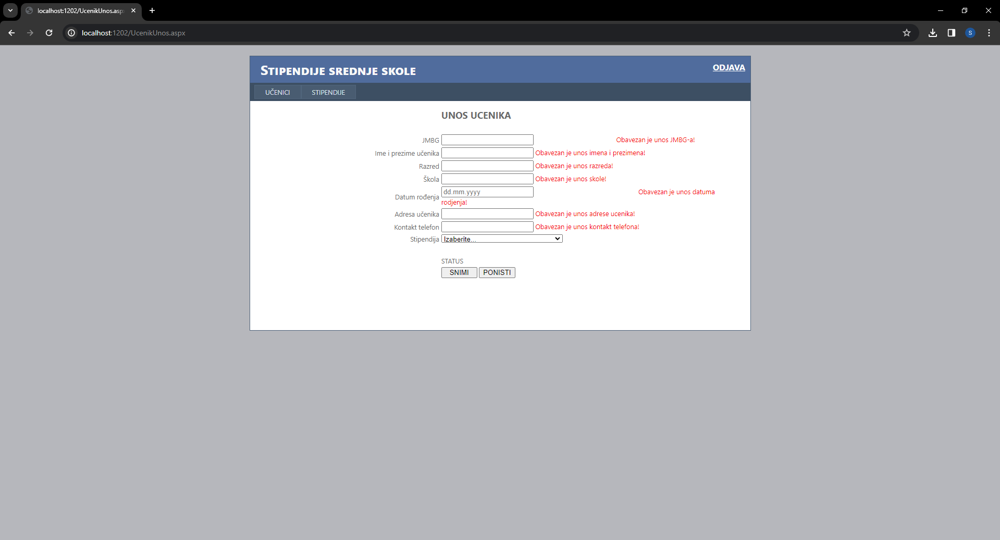 localhost:1202/UcenikUnos.asp
localhost:1202/UcenikUnos.aspx
S
Stipendije srednje skole
ODJAVA
UČENICI STIPENDIJE
UNOS UCENIKA
JMBG Obavezan je unos JMBG-a!
Ime i prezime učenika Obavezan je unos imena i prezimena!
Razred Obavezan je unos razreda!
Škola Obavezan je unos skole!
Datum rođenja dd.mm.yyyy Obavezan je unos datuma
rodjenja!
Adresa učenika Obavezan je unos adrese ucenika!
Kontakt telefon Obavezan je unos kontakt telefona!
Stipendija Izaberite...
STATUS
SNIMI PONISTI